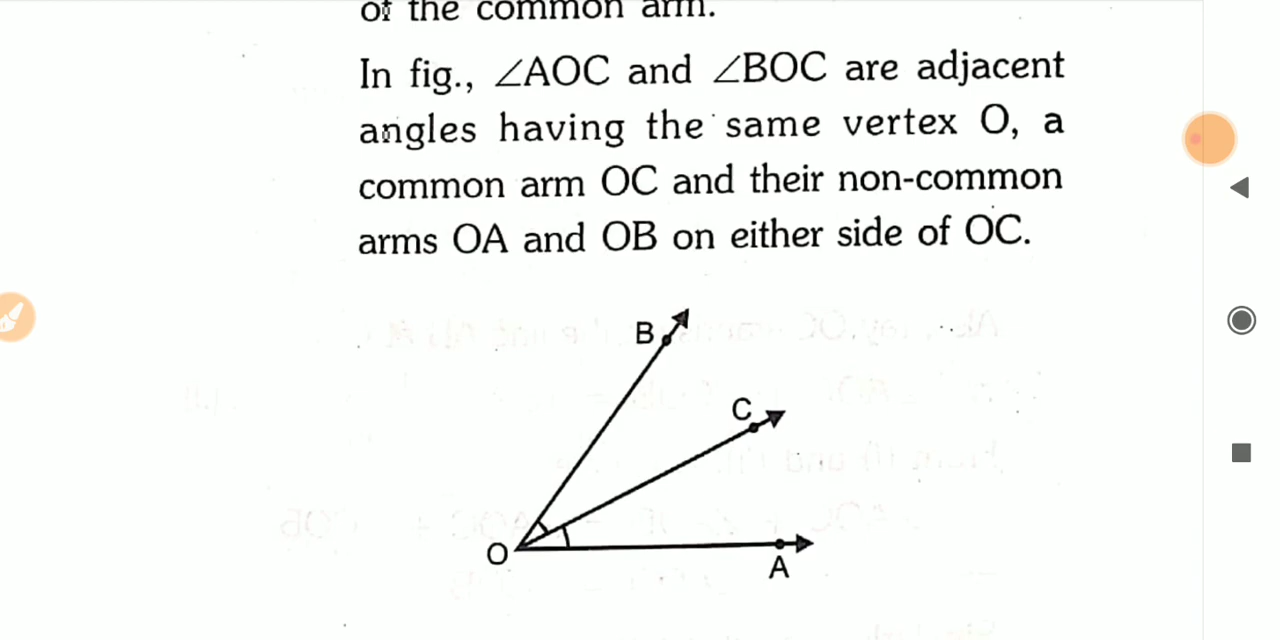 of the common arm.
In fig., ∠AOC and ∠BOC are adjacent
angles having the same vertex O, a
common arm OC and their non-common
arms OA and OB on either side of OC.
B
C
O
A